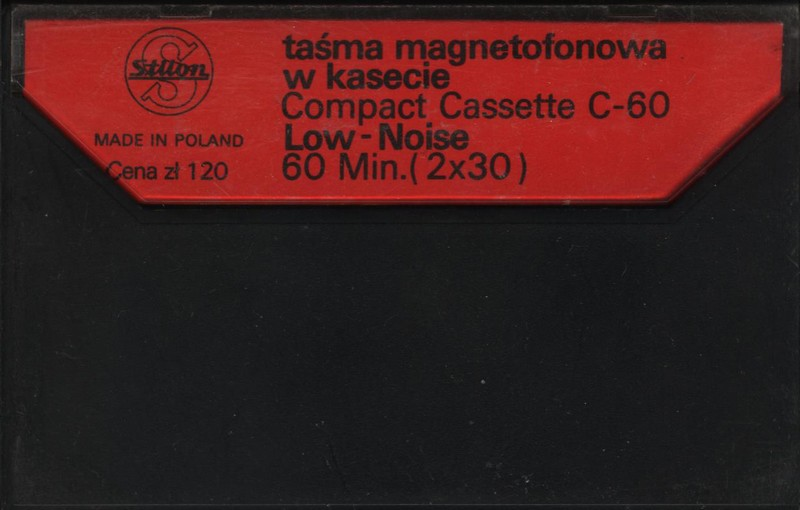 Stilon
MADE IN POLAND
Cena zł 120
taśma magnetofonowa
w kasecie
Compact Cassette C-60
Low-Noise
60 Min.(2x30)